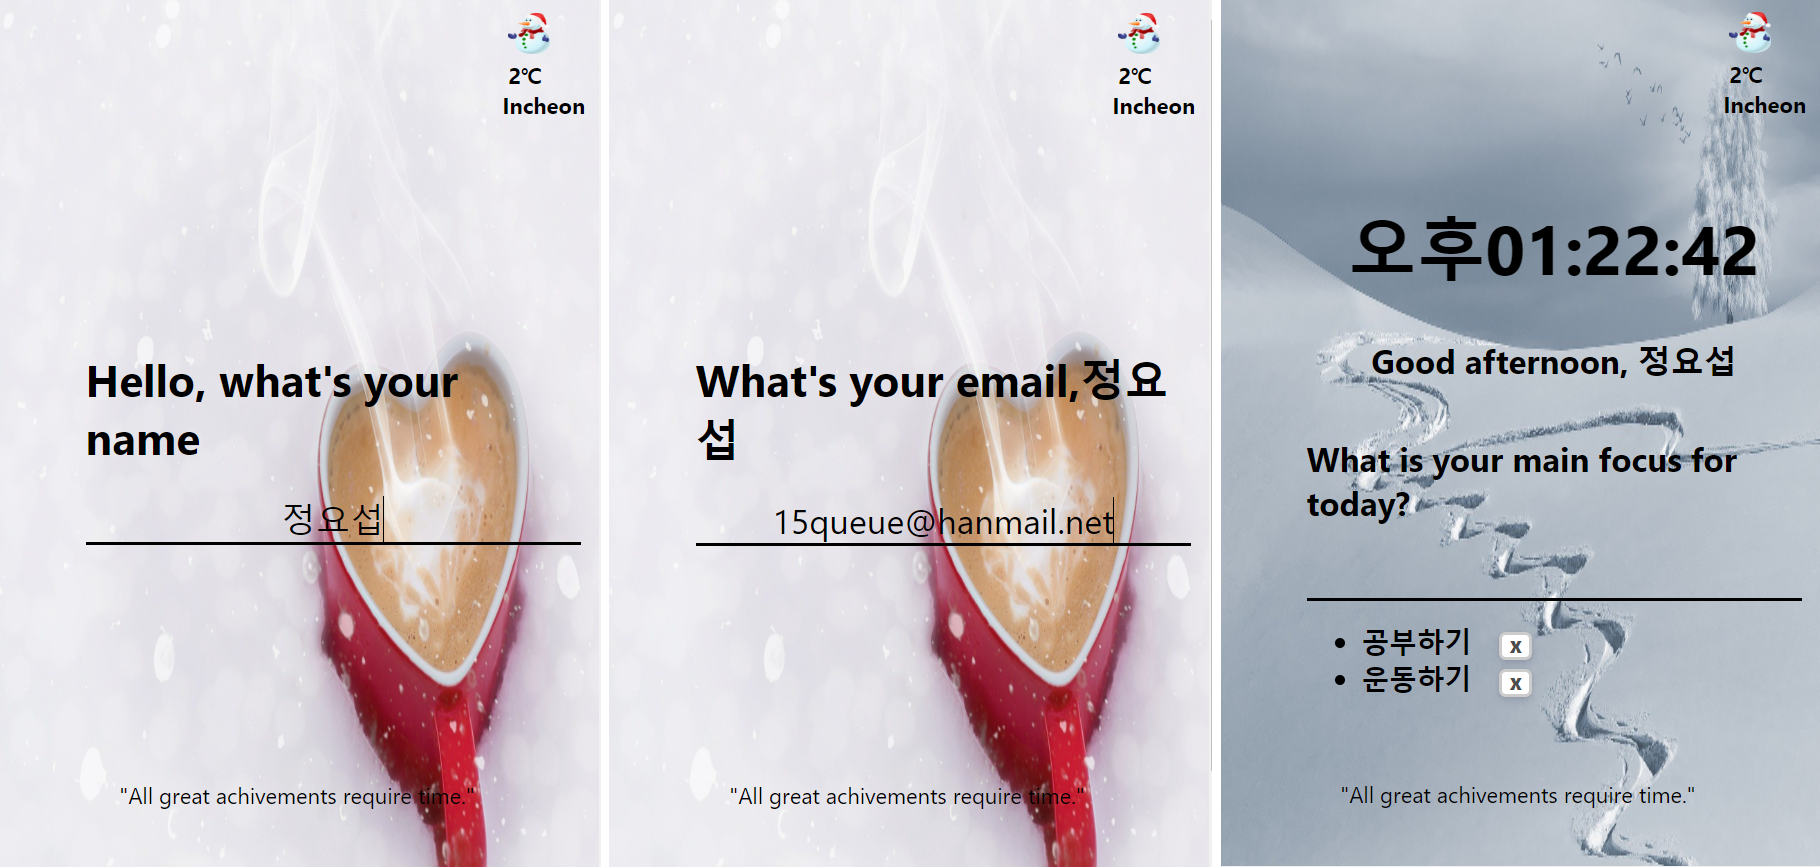 2℃
Incheon
Hello, what's your
name
정요섭
"All great achivements require time."
2℃
Incheon
What's your email,정요
섭
15queue@hanmail.net
"All great achivements require time."
2℃
Incheon
오후01:22:42
Good afternoon, 정요섭
What is your main focus for
today?
공부하기 x
운동하기 x
"All great achivements require time."